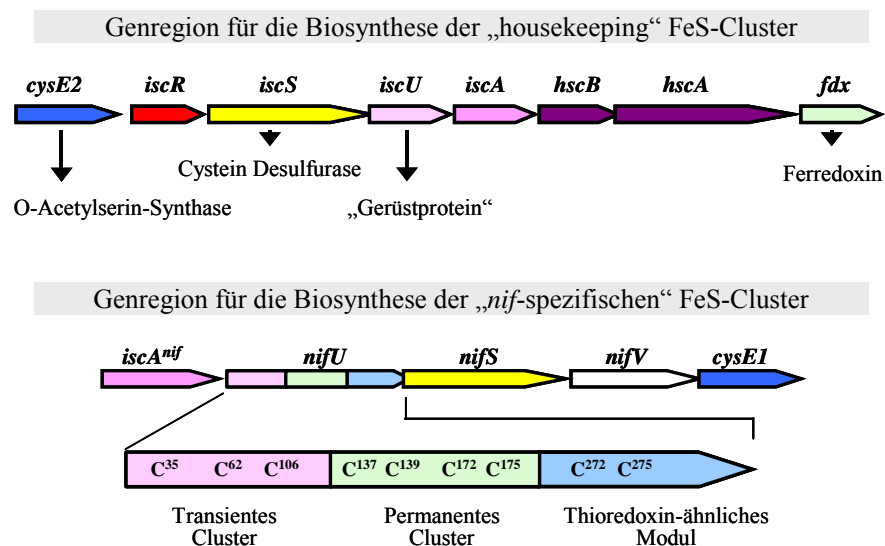 Genregion für die Biosynthese der „housekeeping“ FeS-Cluster
cysE2 iscR iscS iscU iscA hscB hscA fdx
Cystein Desulfurase
Ferredoxin
O-Acetylserin-Synthase
„Gerüstprotein“
Genregion für die Biosynthese der „nif-spezifischen“ FeS-Cluster
iscAⁿⁱᶠ nifU nifS nifV cysE1
C³⁵ C⁶² C¹⁰⁶ C¹³⁷ C¹³⁹ C¹⁷² C¹⁷⁵ C²⁷² C²⁷⁵
Transientes Permanentes Thioredoxin-ähnliches
Cluster Cluster Modul